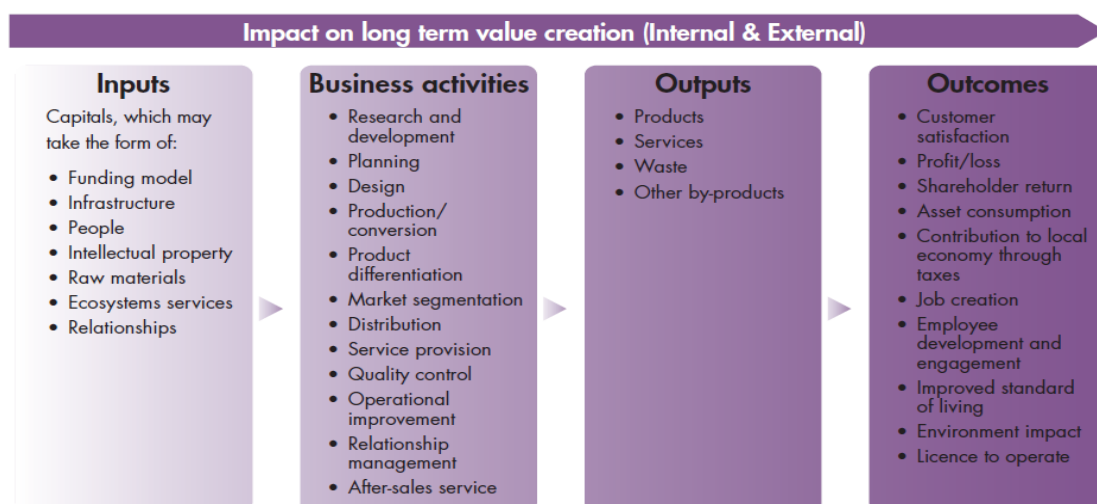 Impact on long term value creation (Internal & External)
Inputs
Capitals, which may
take the form of:
• Funding model
• Infrastructure
• People
• Intellectual property
• Raw materials
• Ecosystems services
• Relationships
Business activities
• Research and
development
• Planning
• Design
• Production/
conversion
• Product
differentiation
• Market segmentation
• Distribution
• Service provision
• Quality control
• Operational
improvement
• Relationship
management
• After-sales service
Outputs
• Products
• Services
• Waste
• Other by-products
Outcomes
• Customer
satisfaction
• Profit/loss
• Shareholder return
• Asset consumption
• Contribution to local
economy through
taxes
• Job creation
• Employee
development and
engagement
• Improved standard
of living
• Environment impact
• Licence to operate